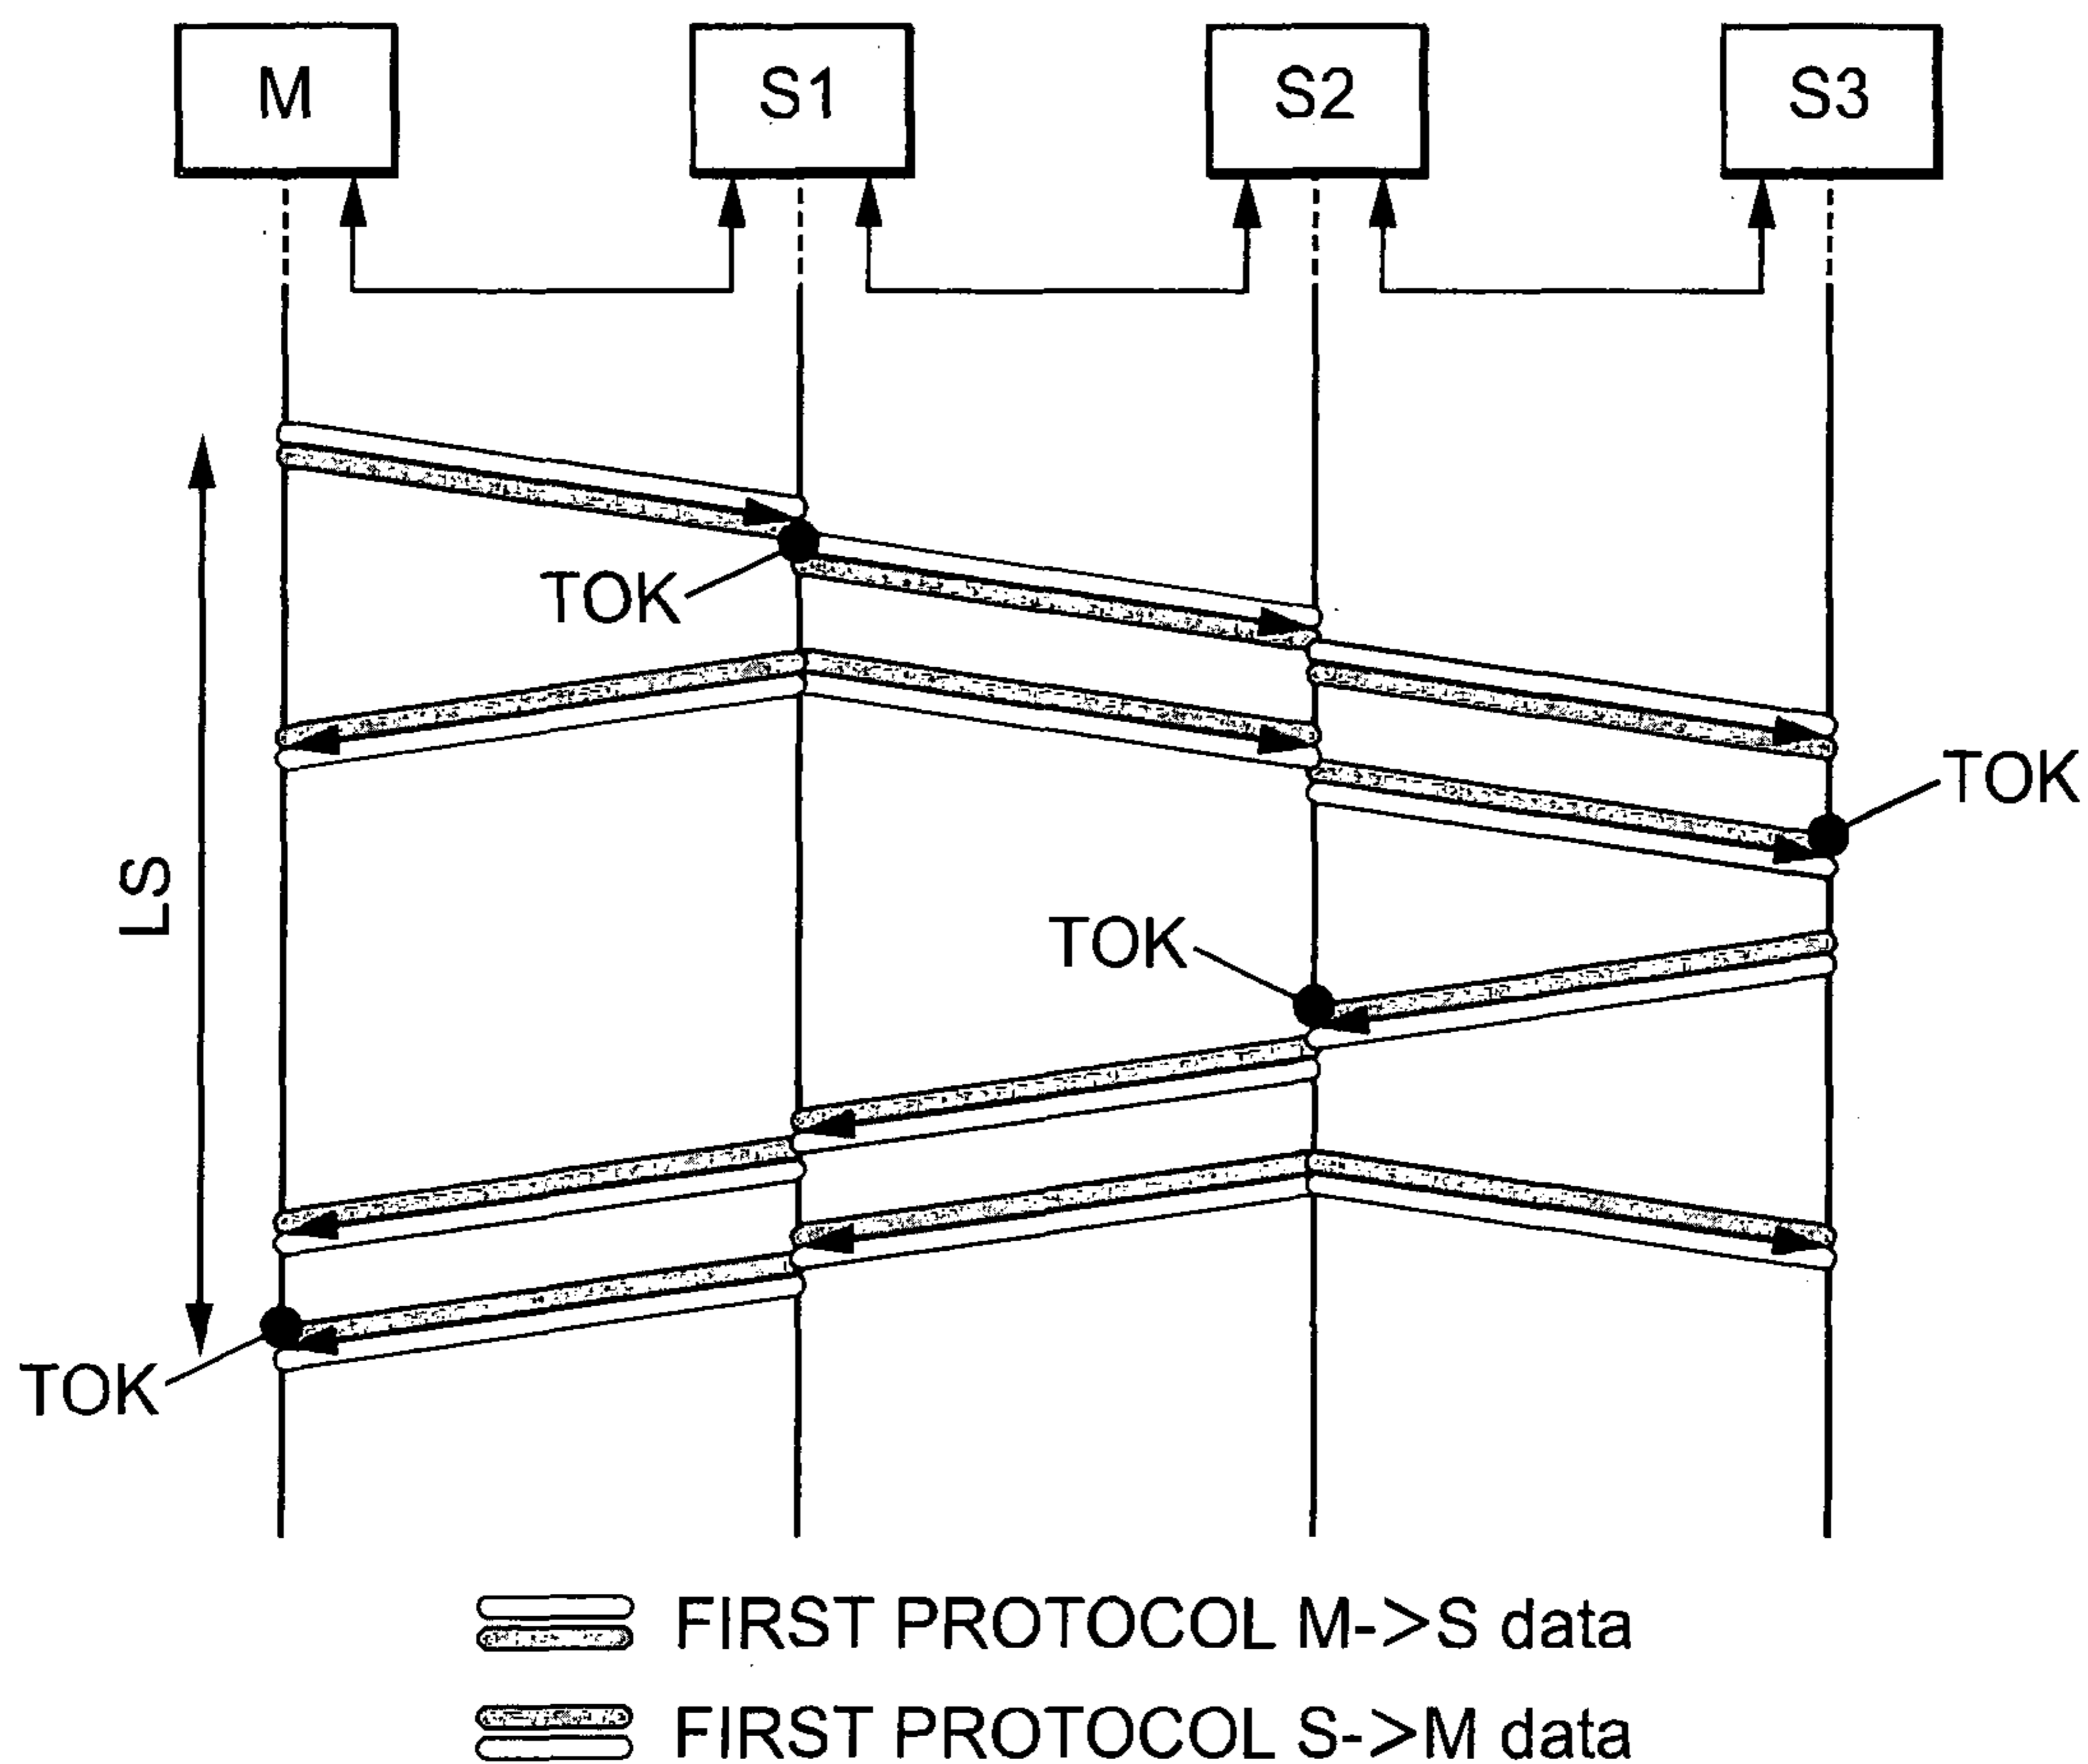 M
S1
S2
S3
TOK
TOK
LS
TOK
TOK
FIRST PROTOCOL M->S data
FIRST PROTOCOL S->M data